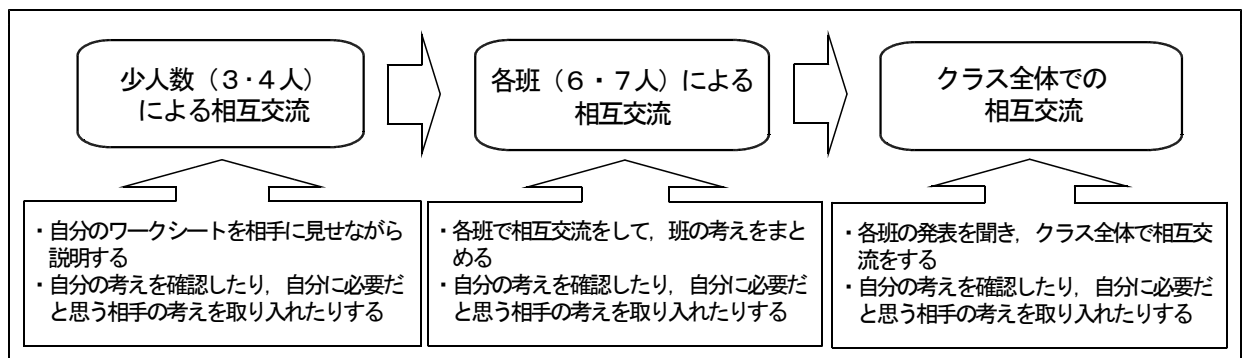 少人数（３・４人）
による相互交流
各班（６・７人）による
相互交流
クラス全体での
相互交流
・自分のワークシートを相手に見せながら
説明する
・自分の考えを確認したり，自分に必要だ
と思う相手の考えを取り入れたりする
・各班で相互交流をして，班の考えをまと
める
・自分の考えを確認したり，自分に必要だ
と思う相手の考えを取り入れたりする
・各班の発表を聞き，クラス全体で相互交
流をする
・自分の考えを確認したり，自分に必要だ
と思う相手の考えを取り入れたりする